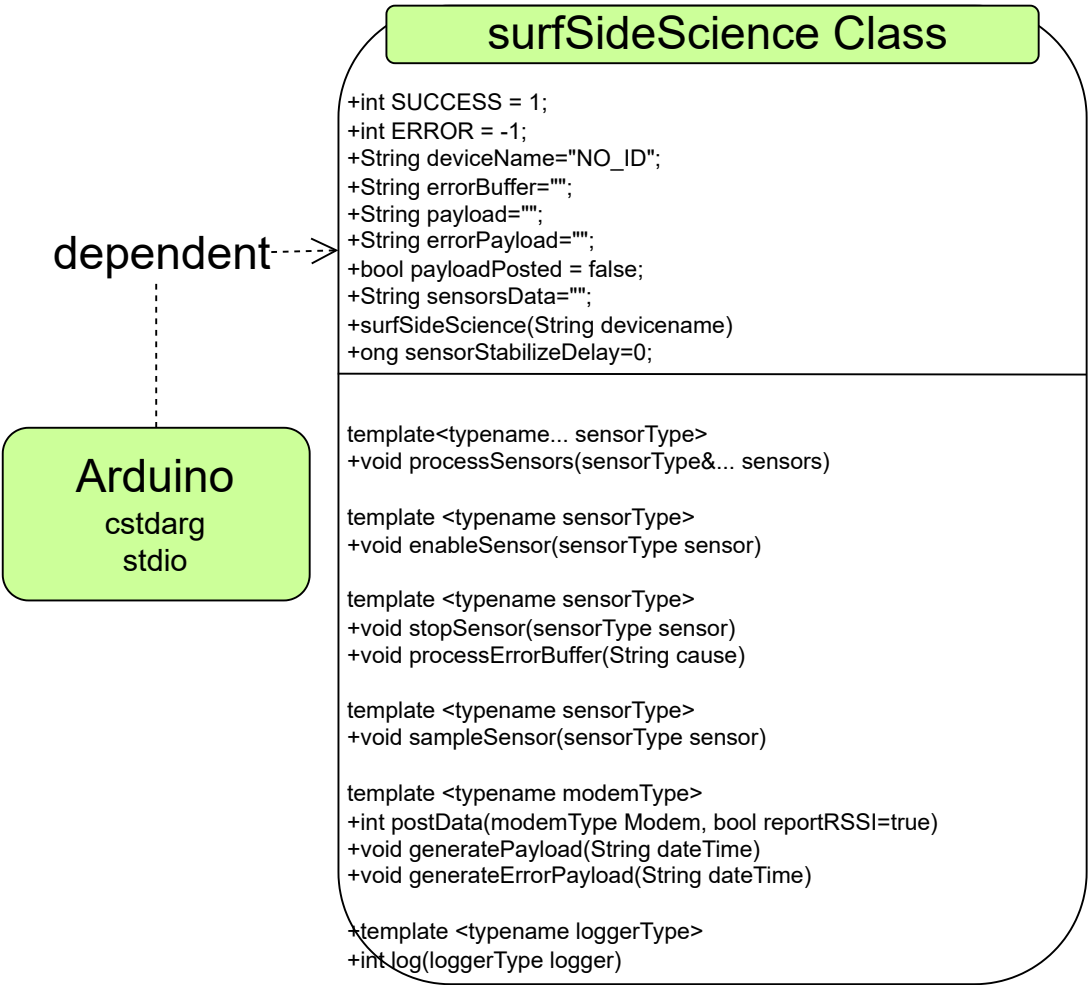 surfSideScience Class
+int SUCCESS = 1;
+int ERROR = -1;
+String deviceName="NO_ID";
+String errorBuffer="";
+String payload="";
+String errorPayload="";
+bool payloadPosted = false;
+String sensorsData="";
+surfSideScience(String devicename)
+ong sensorStabilizeDelay=0;
dependent
Arduino
cstdarg
stdio
template<typename... sensorType>
+void processSensors(sensorType&... sensors)
template <typename sensorType>
+void enableSensor(sensorType sensor)
template <typename sensorType>
+void stopSensor(sensorType sensor)
+void processErrorBuffer(String cause)
template <typename sensorType>
+void sampleSensor(sensorType sensor)
template <typename modemType>
+int postData(modemType Modem, bool reportRSSI=true)
+void generatePayload(String dateTime)
+void generateErrorPayload(String dateTime)
+template <typename loggerType>
+int log(loggerType logger)